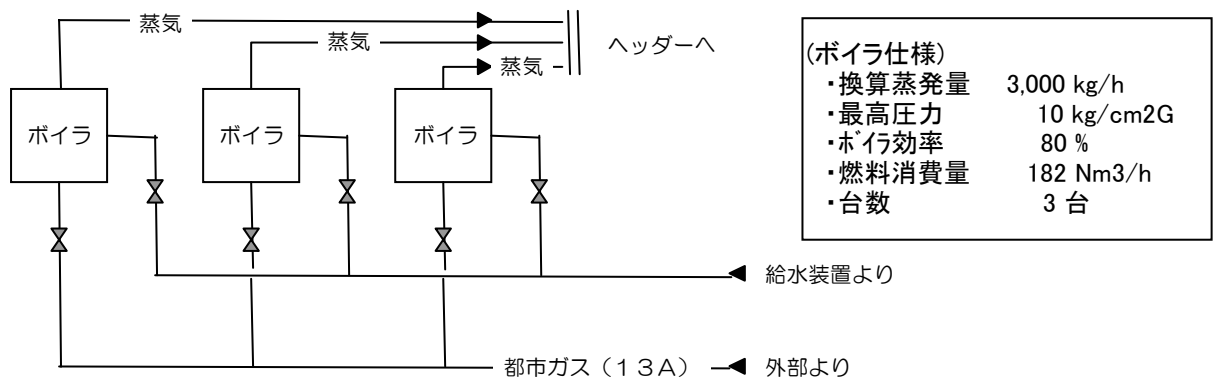 蒸気
蒸気
蒸気
ヘッダーへ
ボイラ
ボイラ
ボイラ
(ボイラ仕様)
・換算蒸発量 3,000 kg/h
・最高圧力 10 kg/cm2G
・ボイラ効率 80 %
・燃料消費量 182 Nm3/h
・台数 3 台
給水装置より
都市ガス(13A)
外部より